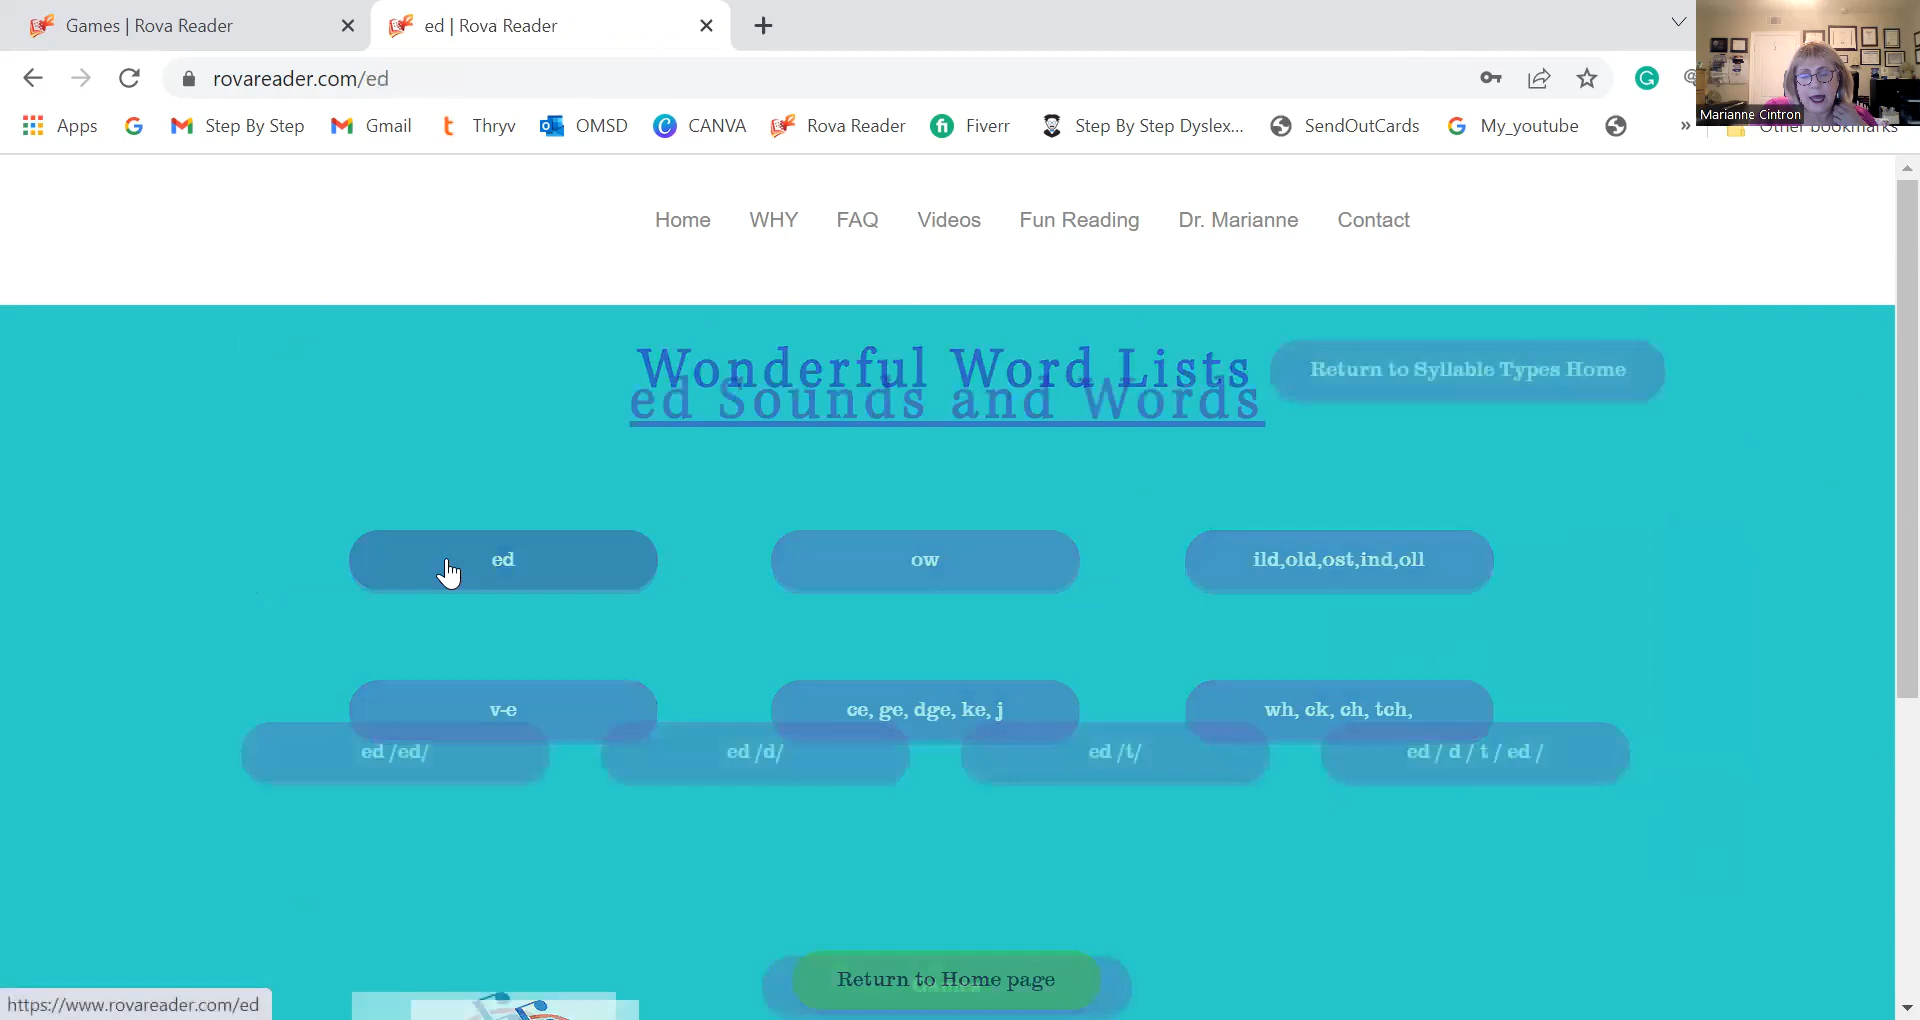 Games | Rova Reader
ed | Rova Reader
rovareader.com/ed
Apps
Step By Step
Gmail
Thryv
OMSD
CANVA
Rova Reader
Fiverr
Step By Step Dyslex...
SendOutCards
My_youtube
»
Other bookmarks
Marianne Cintron
Home WHY FAQ Videos Fun Reading Dr. Marianne Contact
Wonderful Word Lists
ed Sounds and Words
Return to Syllable Types Home
ed
ow
ild,old,ost,ind,oll
v-e
ce, ge, dge, ke, j
wh, ck, ch, tch,
ed /ed/
ed /d/
ed /t/
ed / d / t / ed /
Return to Home page
https://www.rovareader.com/ed